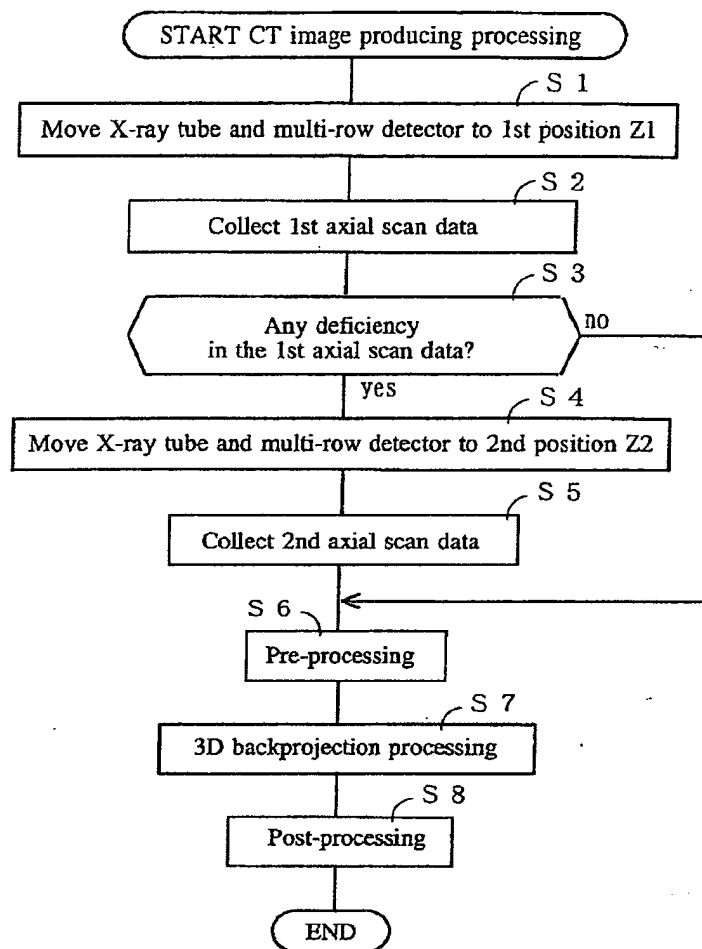 START CT image producing processing
S 1
Move X-ray tube and multi-row detector to 1st position Z1
S 2
Collect 1st axial scan data
S 3
Any deficiency
in the 1st axial scan data?
no
yes
S 4
Move X-ray tube and multi-row detector to 2nd position Z2
S 5
Collect 2nd axial scan data
S 6
Pre-processing
S 7
3D backprojection processing
S 8
Post-processing
END